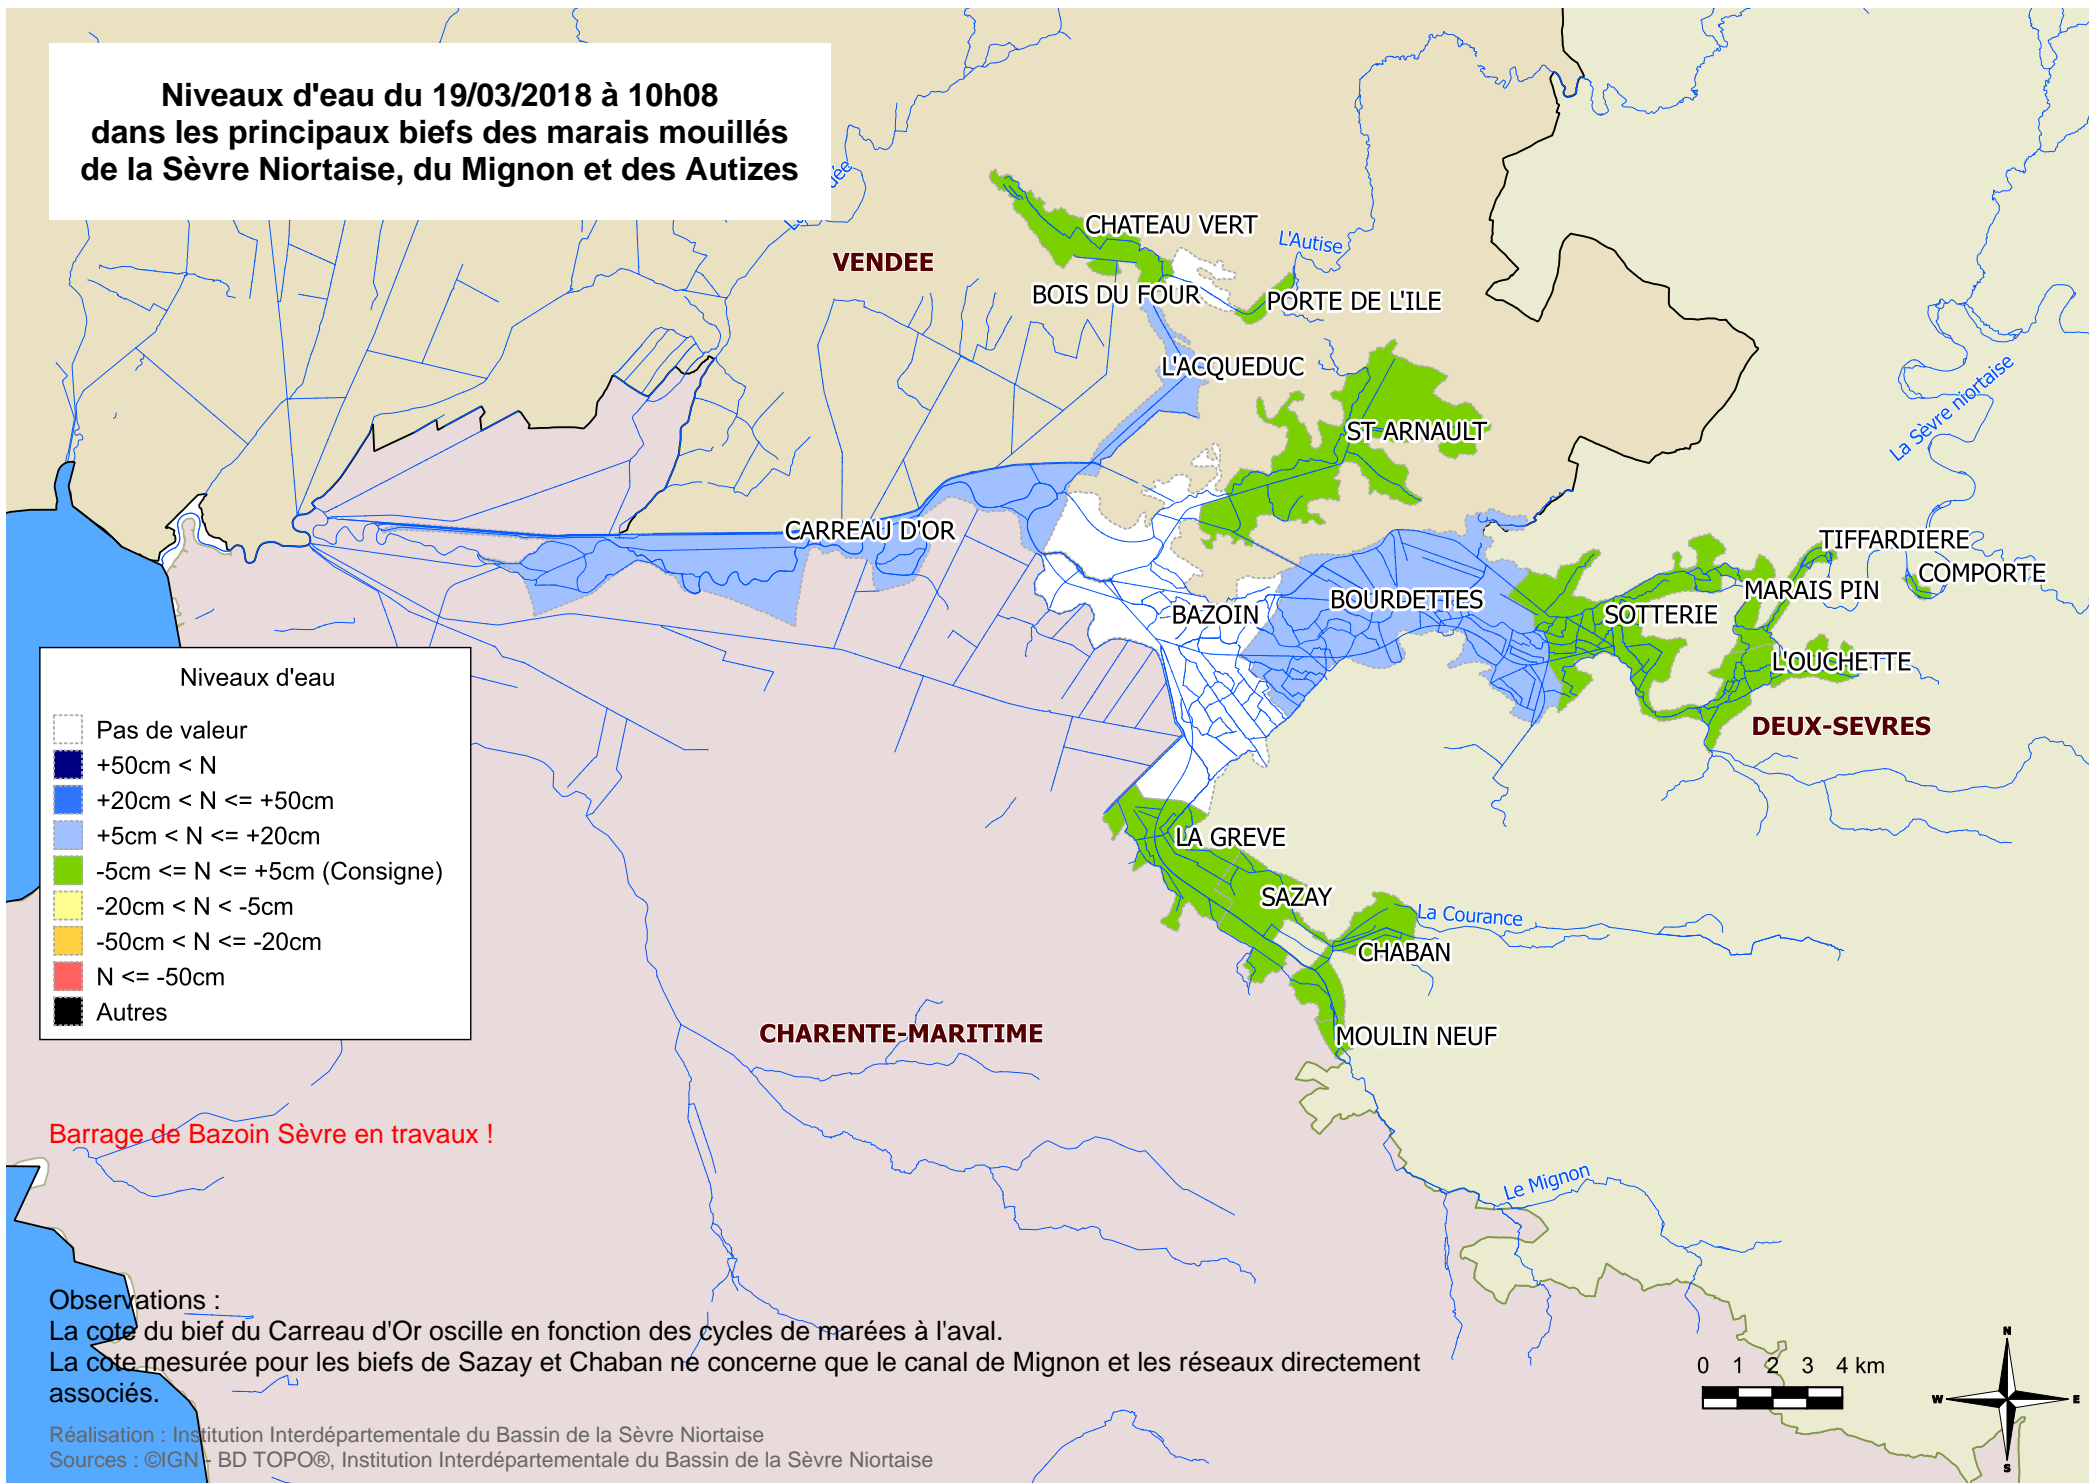 Niveaux d'eau du 19/03/2018 à 10h08
dans les principaux biefs des marais mouillés
de la Sèvre Niortaise, du Mignon et des Autizes
CHATEAU VERT
L'Autise
VENDEE
BOIS DU FOUR
PORTE DE L'ILE
L'ACQUEDUC
La Sèvre niortaise
ST ARNAULT
CARREAU D'OR
TIFFARDIERE
COMPORTE
MARAIS PIN
BOURDETTES
BAZOIN
SOTTERIE
L'OUCHETTE
DEUX-SEVRES
Niveaux d'eau
Pas de valeur
+50cm < N
+20cm < N <= +50cm
+5cm < N <= +20cm
-5cm <= N <= +5cm (Consigne)
-20cm < N < -5cm
-50cm < N <= -20cm
N <= -50cm
Autres
LA GREVE
SAZAY
La Courance
CHABAN
CHARENTE-MARITIME
MOULIN NEUF
Barrage de Bazoin Sèvre en travaux !
Le Mignon
Observations :
La cote du bief du Carreau d'Or oscille en fonction des cycles de marées à l'aval.
La cote mesurée pour les biefs de Sazay et Chaban ne concerne que le canal de Mignon et les réseaux directement
associés.
0 1 2 3 4 km
N
W E
S
Réalisation : Institution Interdépartementale du Bassin de la Sèvre Niortaise
Sources : ©IGN - BD TOPO®, Institution Interdépartementale du Bassin de la Sèvre Niortaise